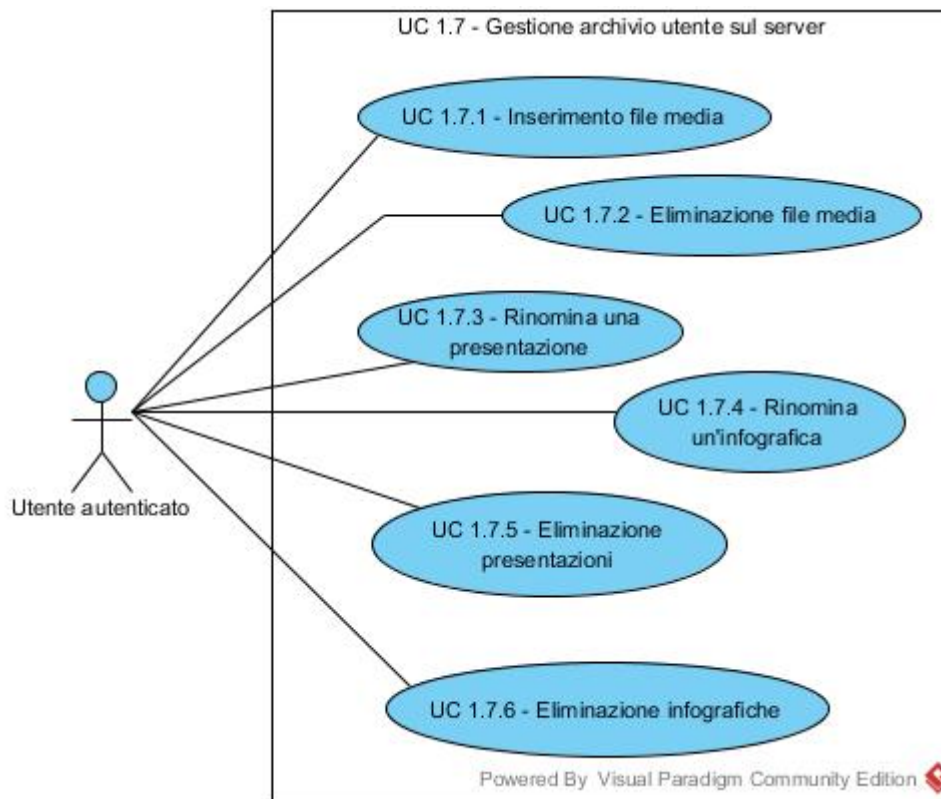 UC 1.7 - Gestione archivio utente sul server
UC 1.7.1 - Inserimento file media
UC 1.7.2 - Eliminazione file media
UC 1.7.3 - Rinomina una
presentazione
UC 1.7.4 - Rinomina
un'infografica
Utente autenticato
UC 1.7.5 - Eliminazione
presentazioni
UC 1.7.6 - Eliminazione infografiche
Powered By Visual Paradigm Community Edition